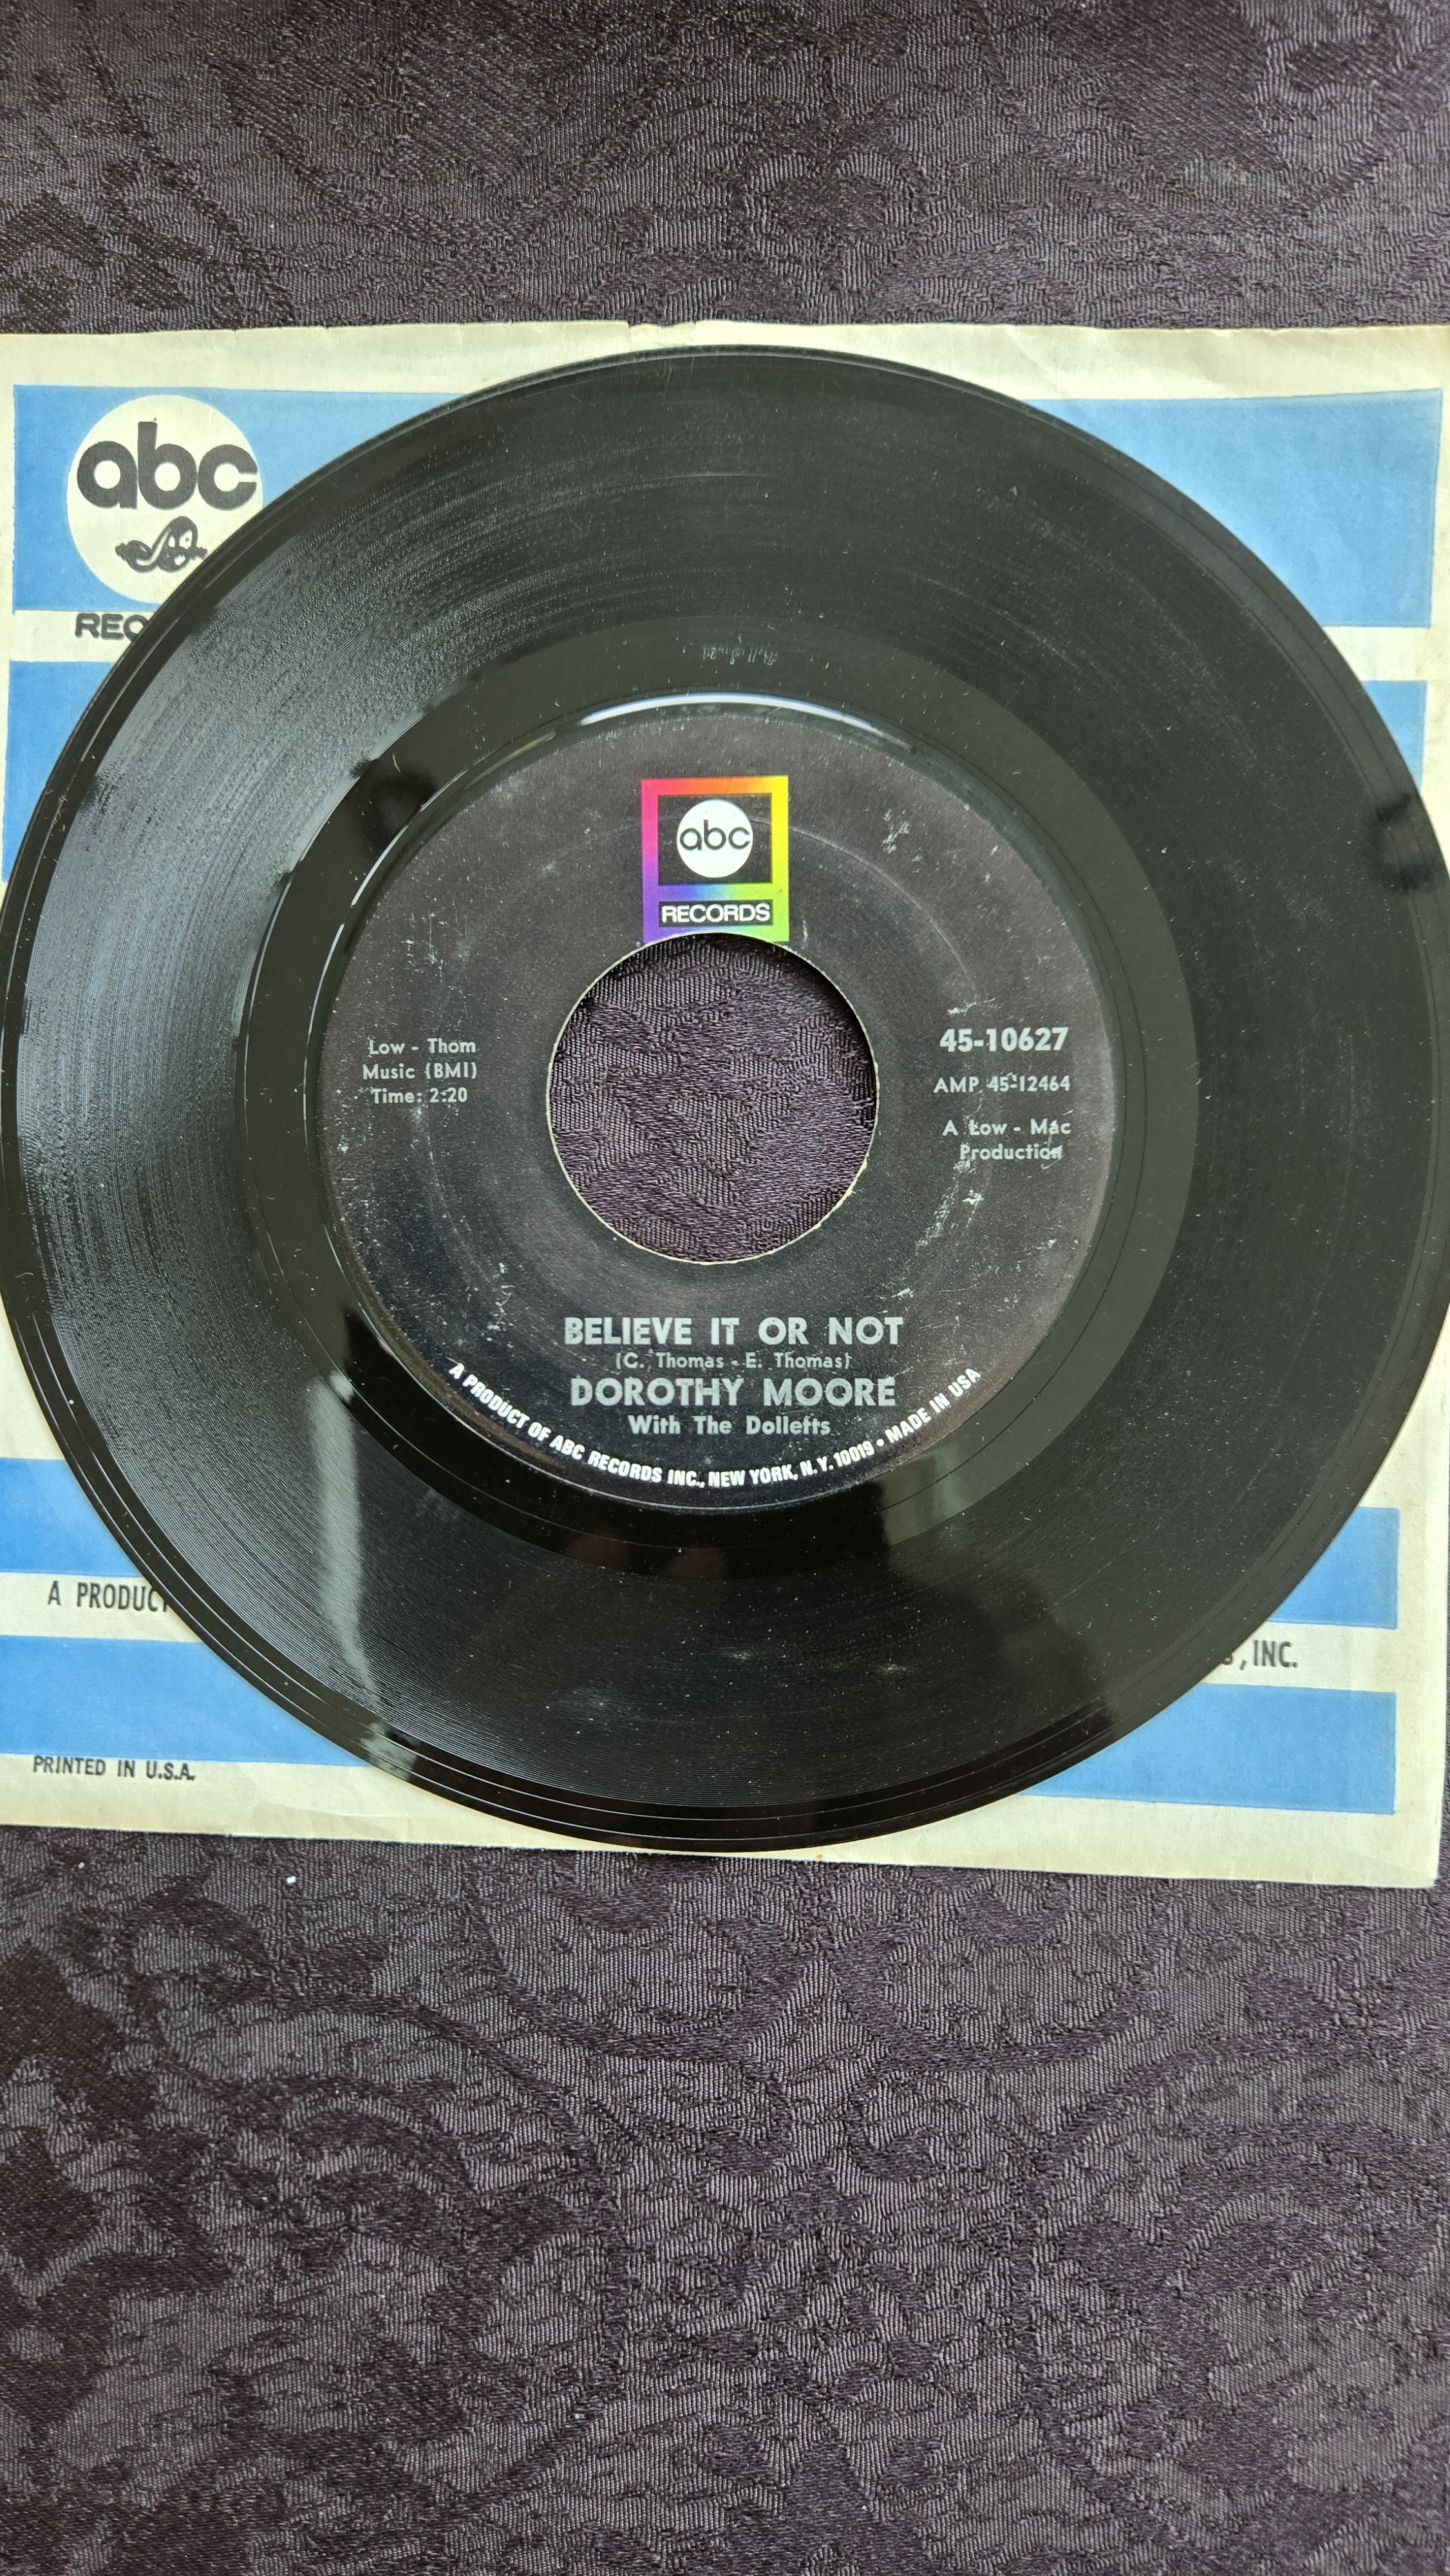 abc
REC
abc
RECORDS
Low - Thom
Music (BMI)
Time: 2:20
45-10627
AMP 45-12464
A Low - Mac
Production
BELIEVE IT OR NOT
(C. Thomas - E. Thomas)
DOROTHY MOORE
With The Dolletts
A PRODUCT OF ABC RECORDS INC., NEW YORK, N.Y. 10019 • MADE IN USA
A PRODUCT
, INC.
PRINTED IN U.S.A.